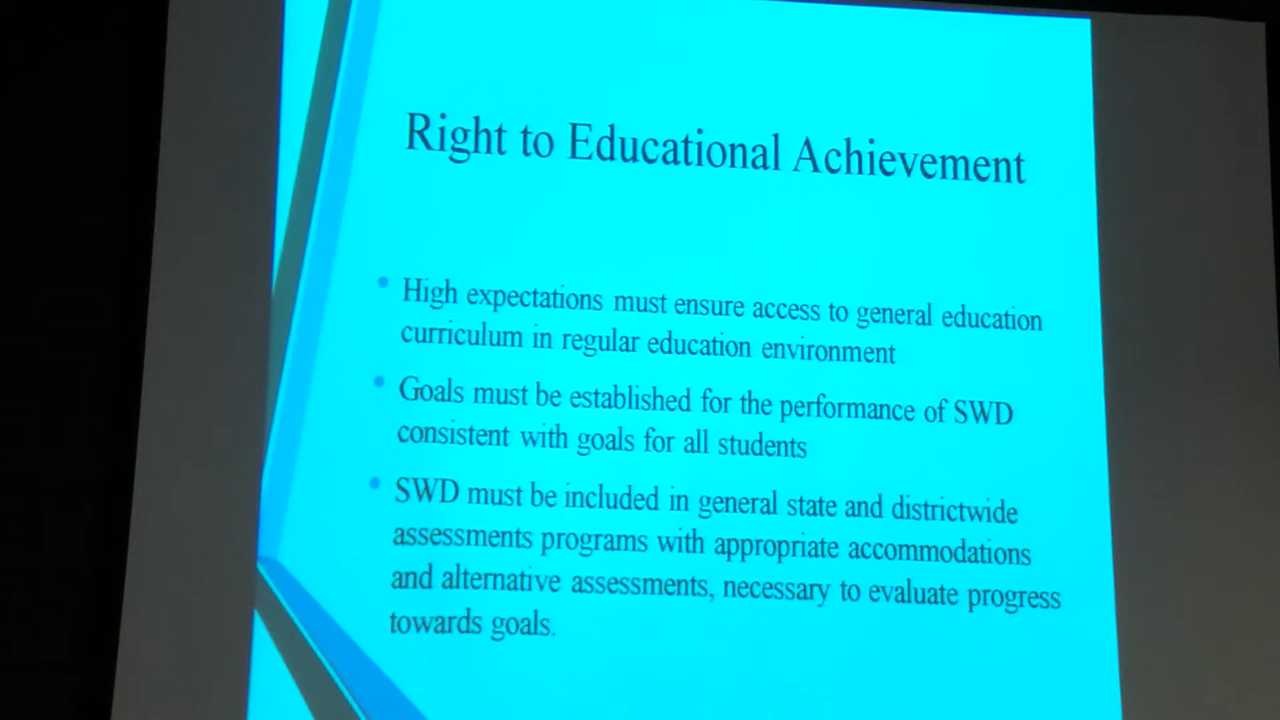 Right to Educational Achievement
• High expectations must ensure access to general education
curriculum in regular education environment
• Goals must be established for the performance of SWD
consistent with goals for all students
• SWD must be included in general state and districtwide
assessments programs with appropriate accommodations
and alternative assessments, necessary to evaluate progress
towards goals.